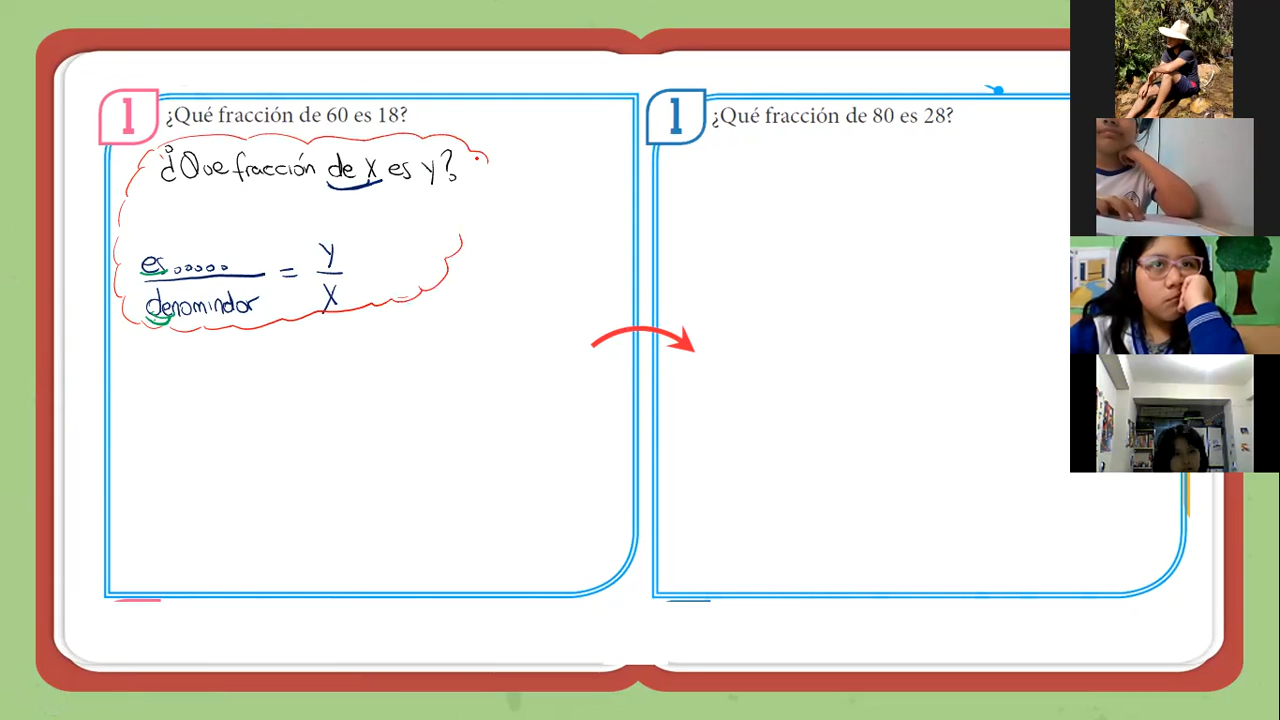 1 ¿Qué fracción de 60 es 18?
¿Que fracción de X es y?
es..... = y
denomindor X
1 ¿Qué fracción de 80 es 28?